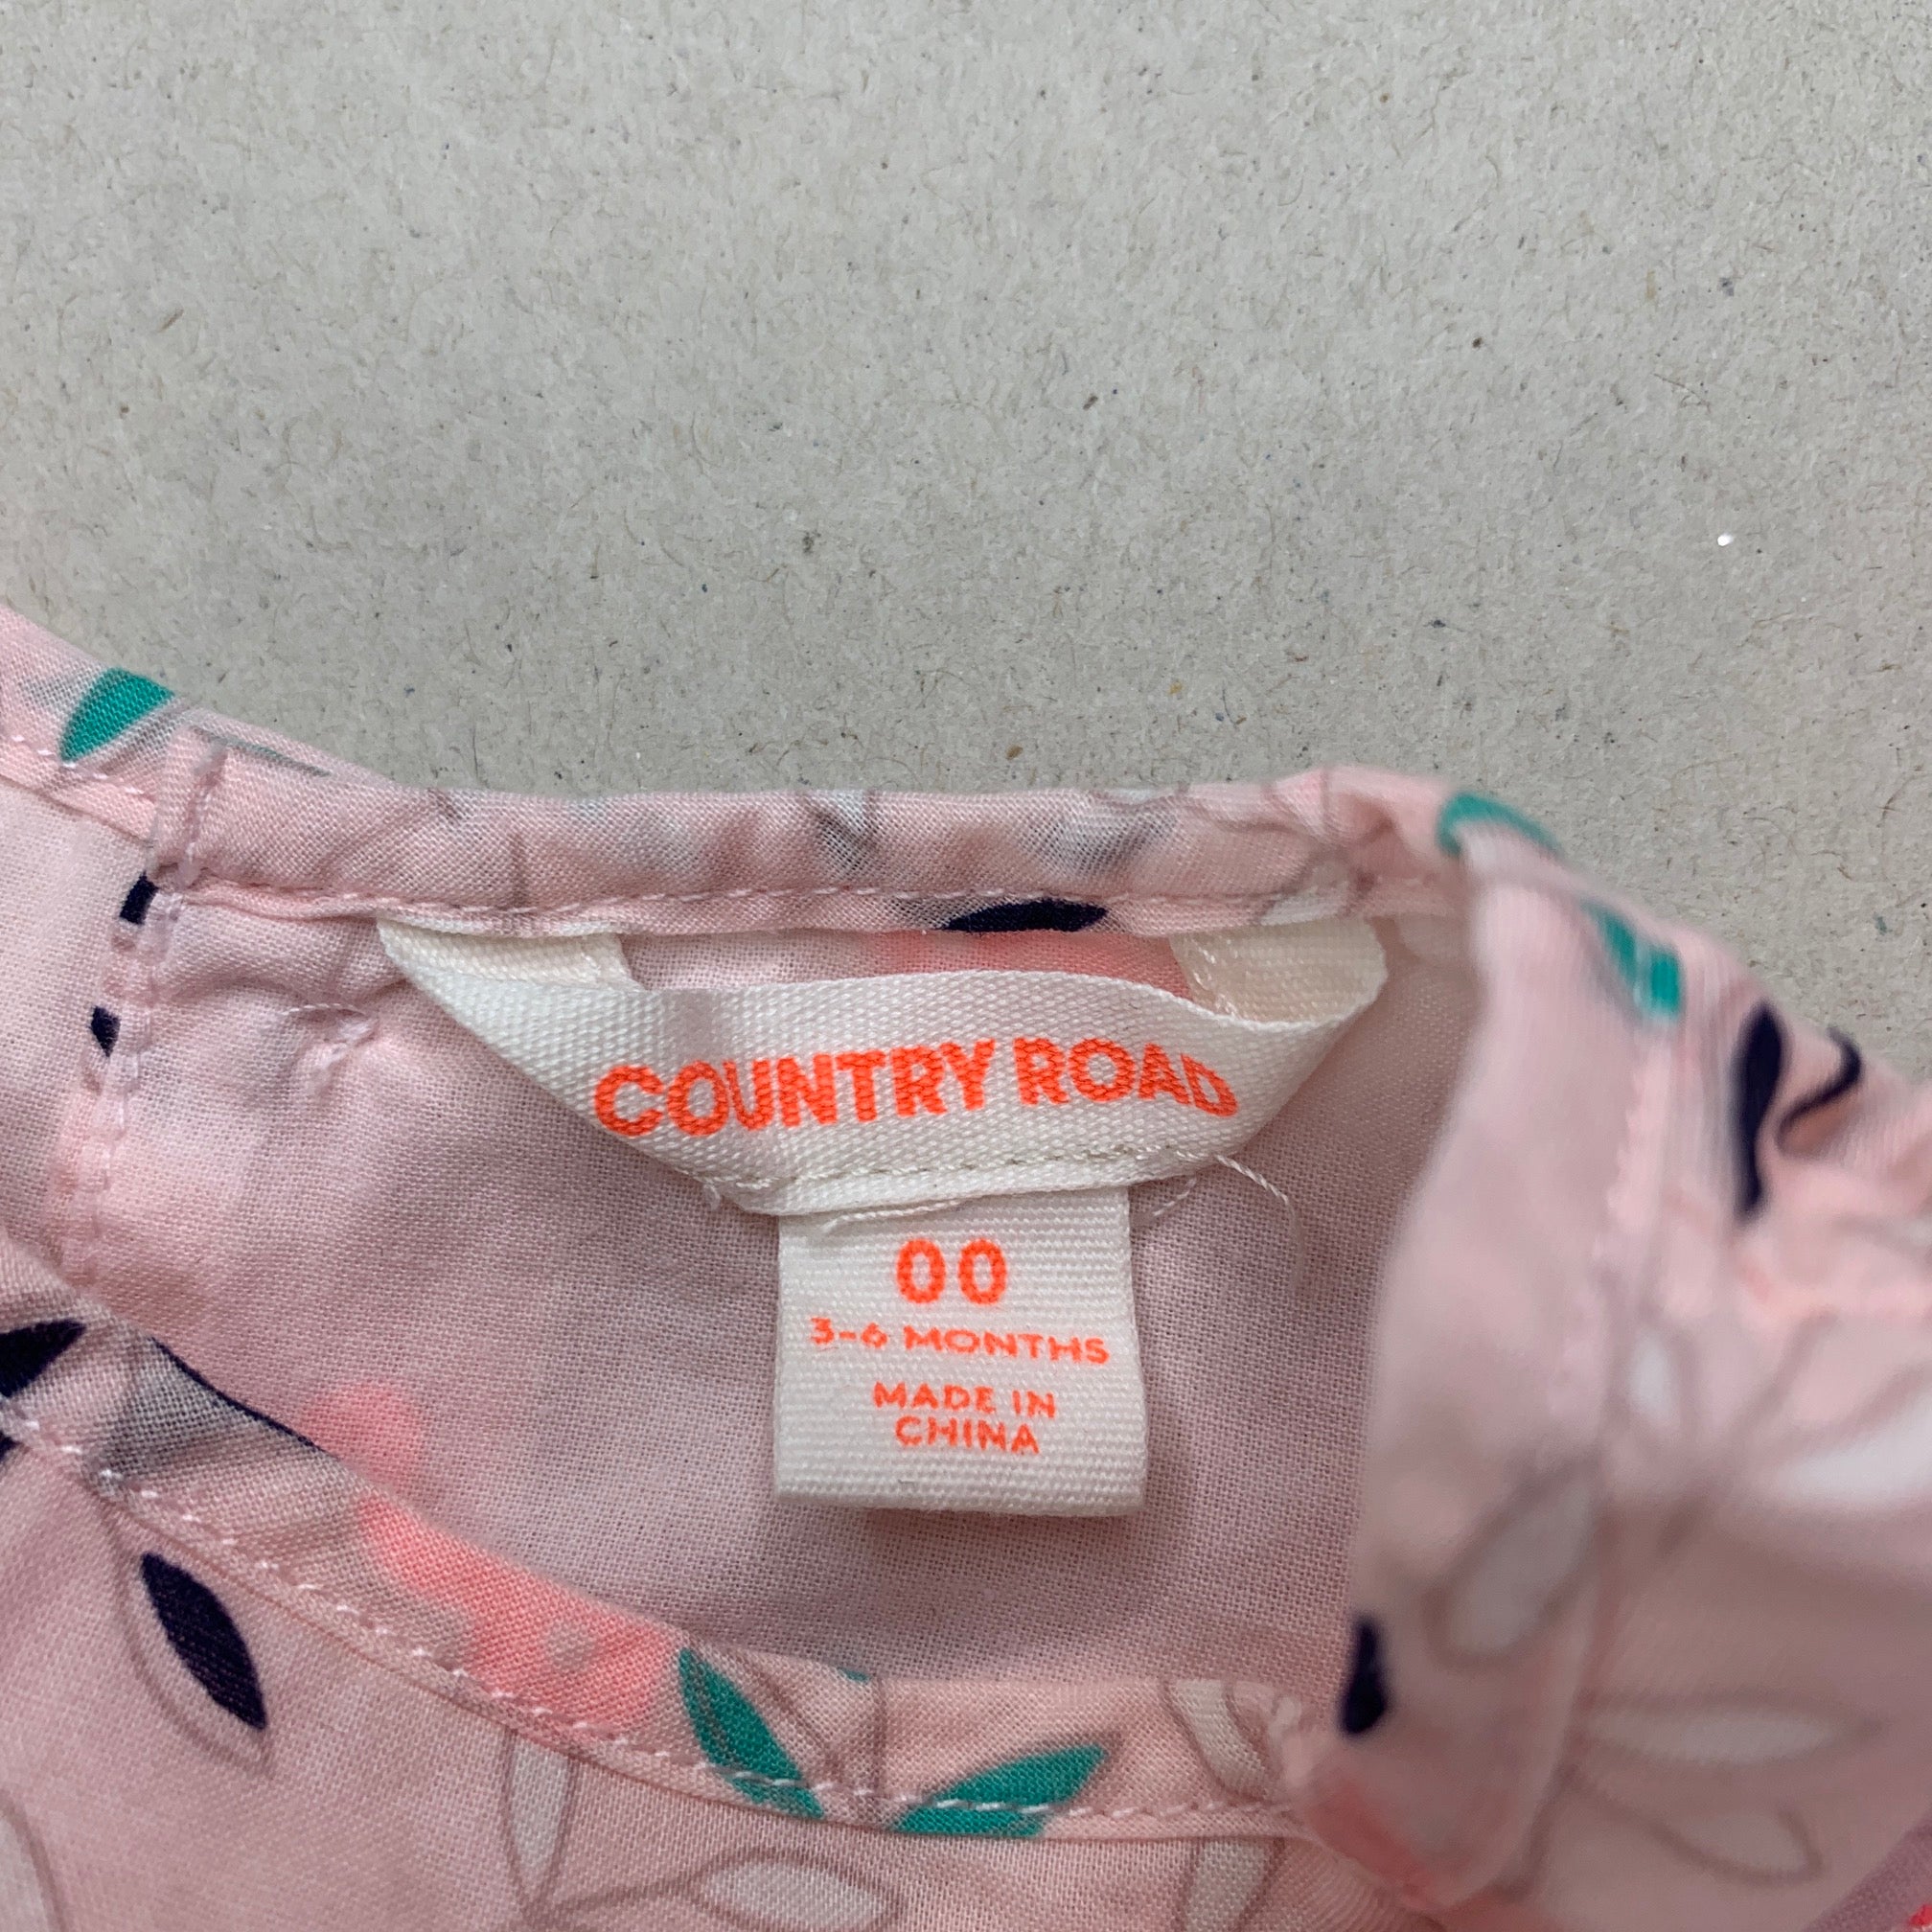 COUNTRY ROAD
00
3-6 MONTHS
MADE IN
CHINA